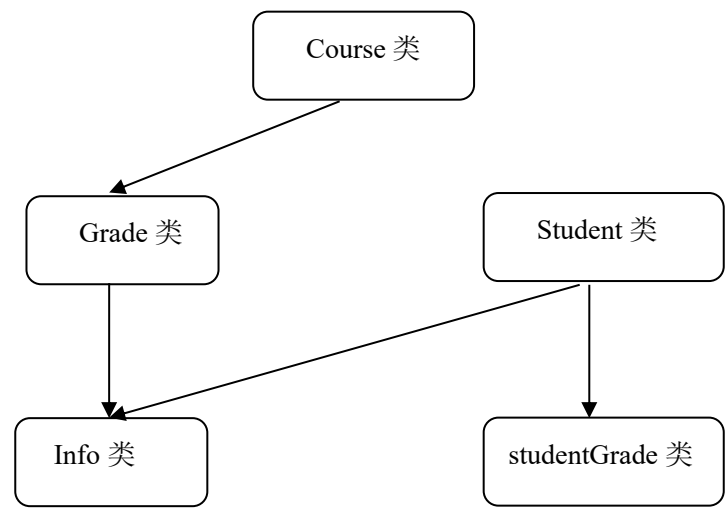 Course 类
Grade 类
Student 类
Info 类
studentGrade 类